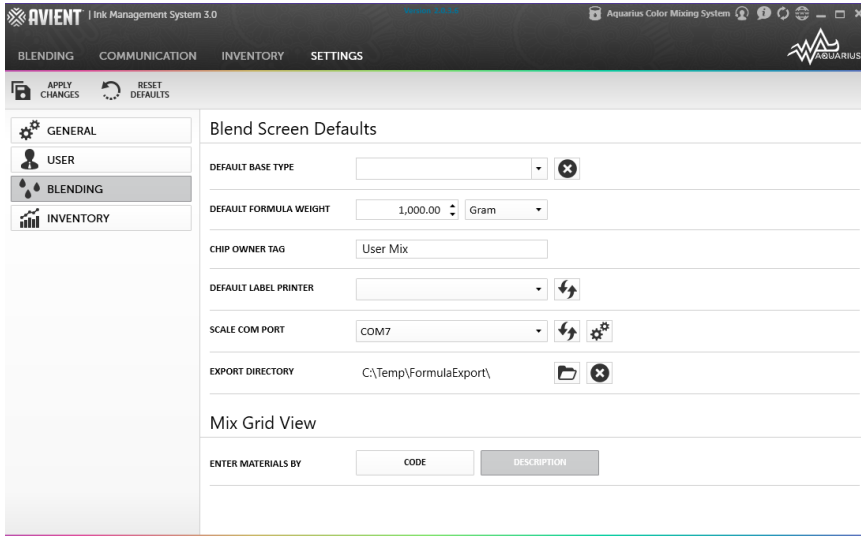 AVIENT | Ink Management System 3.0
Aquarius Color Mixing System
BLENDING COMMUNICATION INVENTORY SETTINGS
AQUARIUS
APPLY CHANGES
RESET DEFAULTS
GENERAL
USER
BLENDING
INVENTORY
Blend Screen Defaults
DEFAULT BASE TYPE
DEFAULT FORMULA WEIGHT 1,000.00 Gram
CHIP OWNER TAG User Mix
DEFAULT LABEL PRINTER
SCALE COM PORT COM7
EXPORT DIRECTORY C:\Temp\FormulaExport\
Mix Grid View
ENTER MATERIALS BY CODE DESCRIPTION